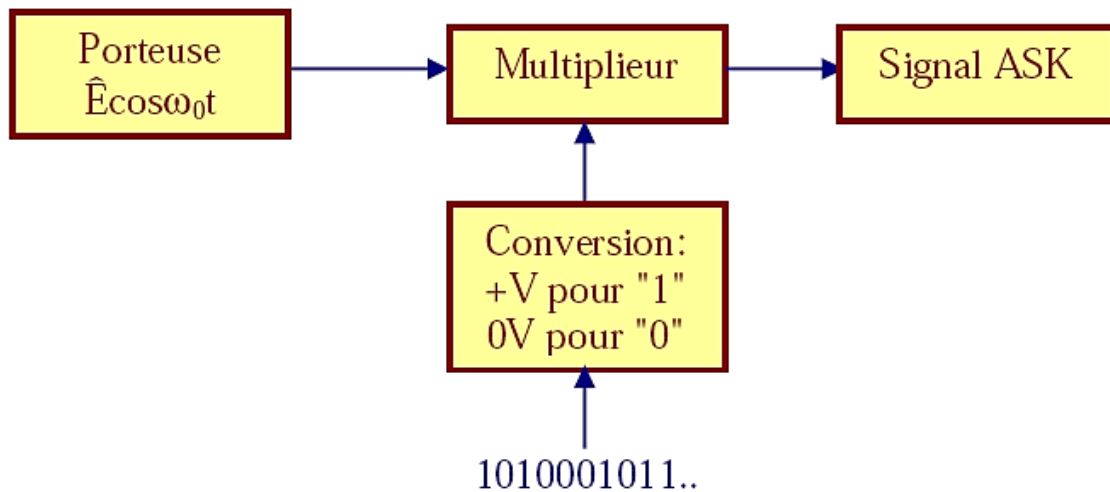 Porteuse
Êcosω₀t
Multiplieur
Signal ASK
Conversion:
+V pour "1"
0V pour "0"
1010001011..